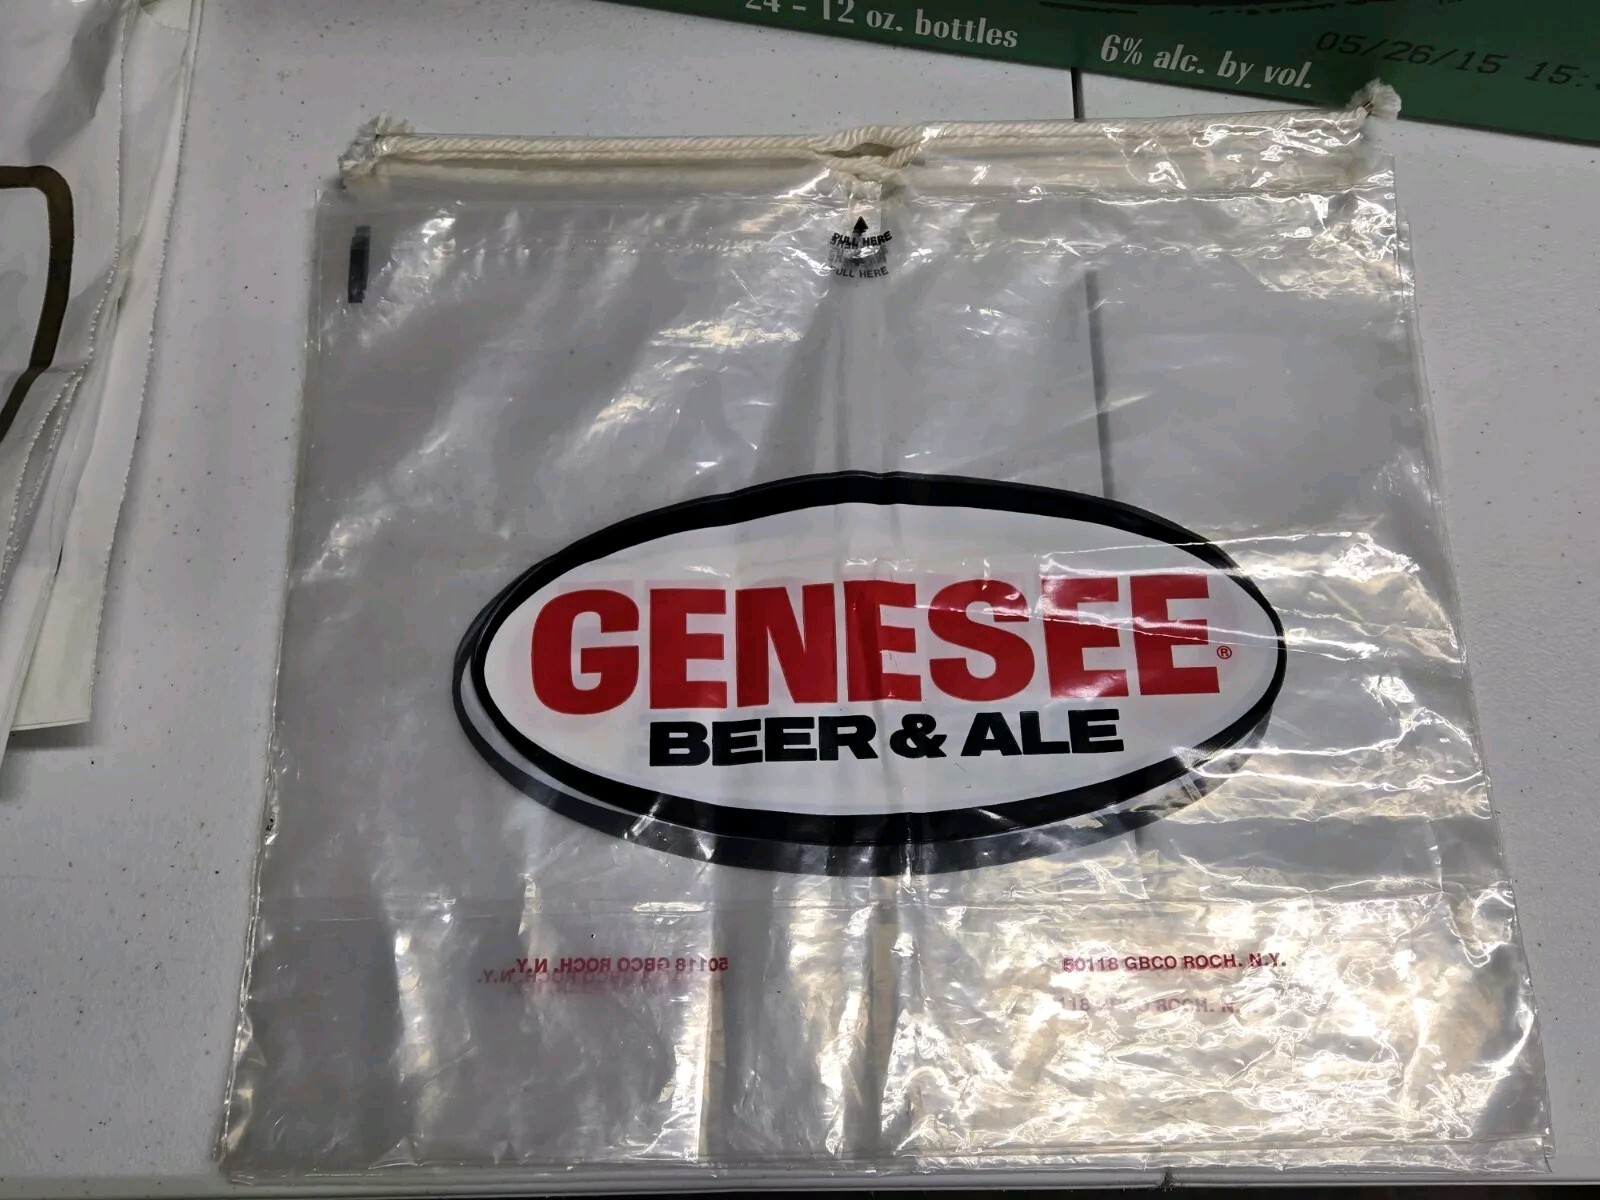 24 - 12 oz. bottles
6% alc. by vol.
05/26/15 15:
PULL HERE
PULL HERE
GENESEE®
BEER & ALE
50118 GBCO ROCH. N.Y.
50118 GBCO ROCH. N.Y.